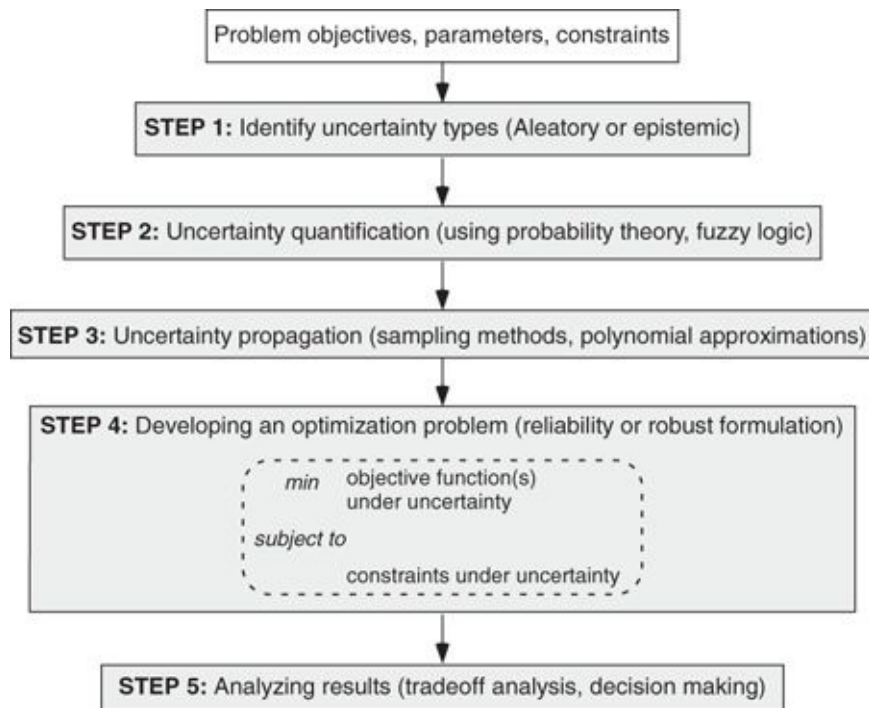 Problem objectives, parameters, constraints
STEP 1: Identify uncertainty types (Aleatory or epistemic)
STEP 2: Uncertainty quantification (using probability theory, fuzzy logic)
STEP 3: Uncertainty propagation (sampling methods, polynomial approximations)
STEP 4: Developing an optimization problem (reliability or robust formulation)
min objective function(s)
under uncertainty
subject to
constraints under uncertainty
STEP 5: Analyzing results (tradeoff analysis, decision making)